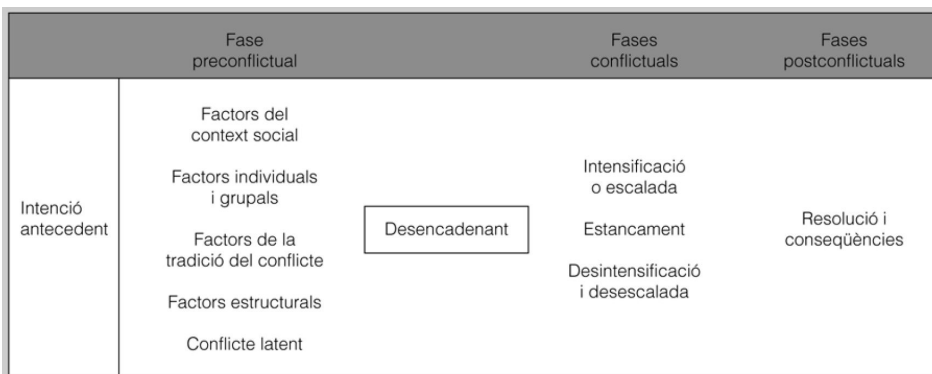 Fase
preconflictual
Fases
conflictuals
Fases
postconflictuals
Intenció
antecedent
Factors del
context social
Factors individuals
i grupals
Factors de la
tradició del conflicte
Factors estructurals
Conflicte latent
Desencadenant
Intensificació
o escalada
Estancament
Desintensificació
i desescalada
Resolució i
conseqüències